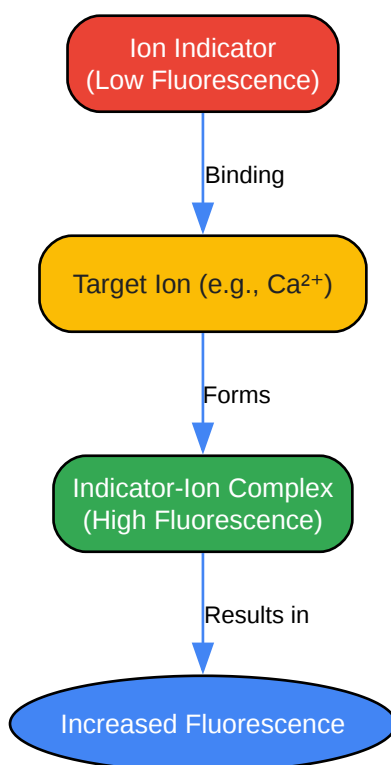 Ion Indicator
(Low Fluorescence)
Binding
Target Ion (e.g., Ca²⁺)
Forms
Indicator-Ion Complex
(High Fluorescence)
Results in
Increased Fluorescence